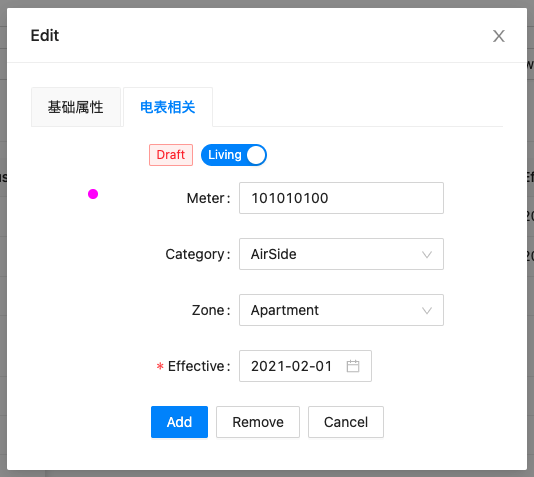 Edit
基础属性 电表相关
Draft Living
Meter: 101010100
Category: AirSide
Zone: Apartment
* Effective: 2021-02-01
Add Remove Cancel